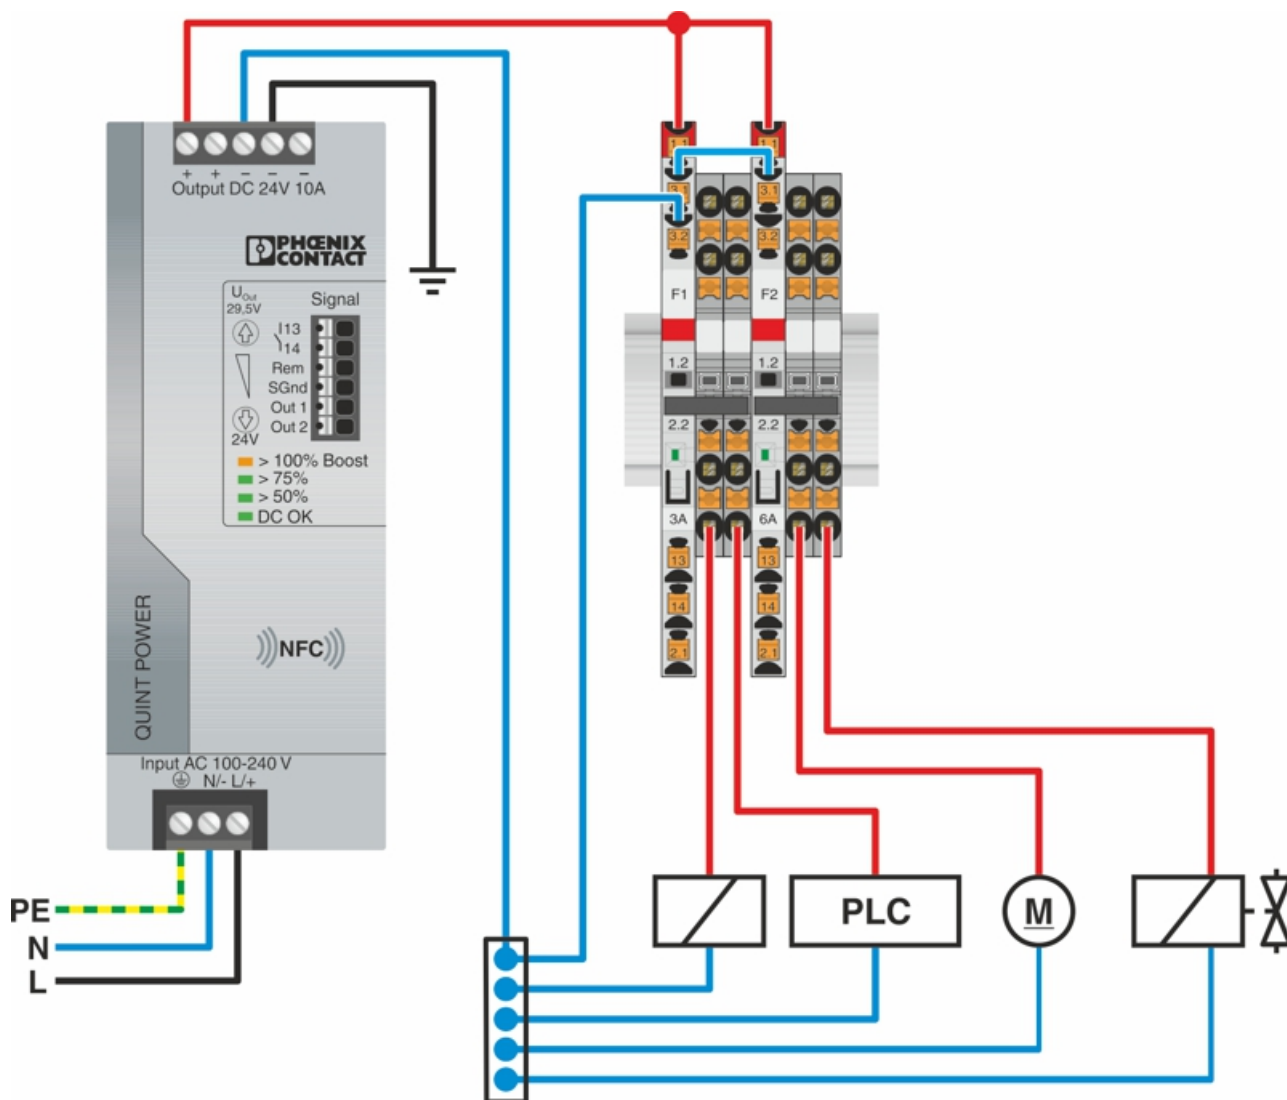 + + – – –
Output DC 24V 10A
PHŒNIX
CONTACT
UOut
29,5V
Signal
13
14
Rem
SGnd
Out 1
Out 2
24V
> 100% Boost
> 75%
> 50%
DC OK
QUINT POWER
NFC
Input AC 100-240 V
N/- L/+
PE
N
L
1.1
1.1
3.1
3.1
3.2
3.2
F1
F2
1.2
1.2
2.2
2.2
3A
6A
13
13
14
14
2.1
2.1
PLC
M